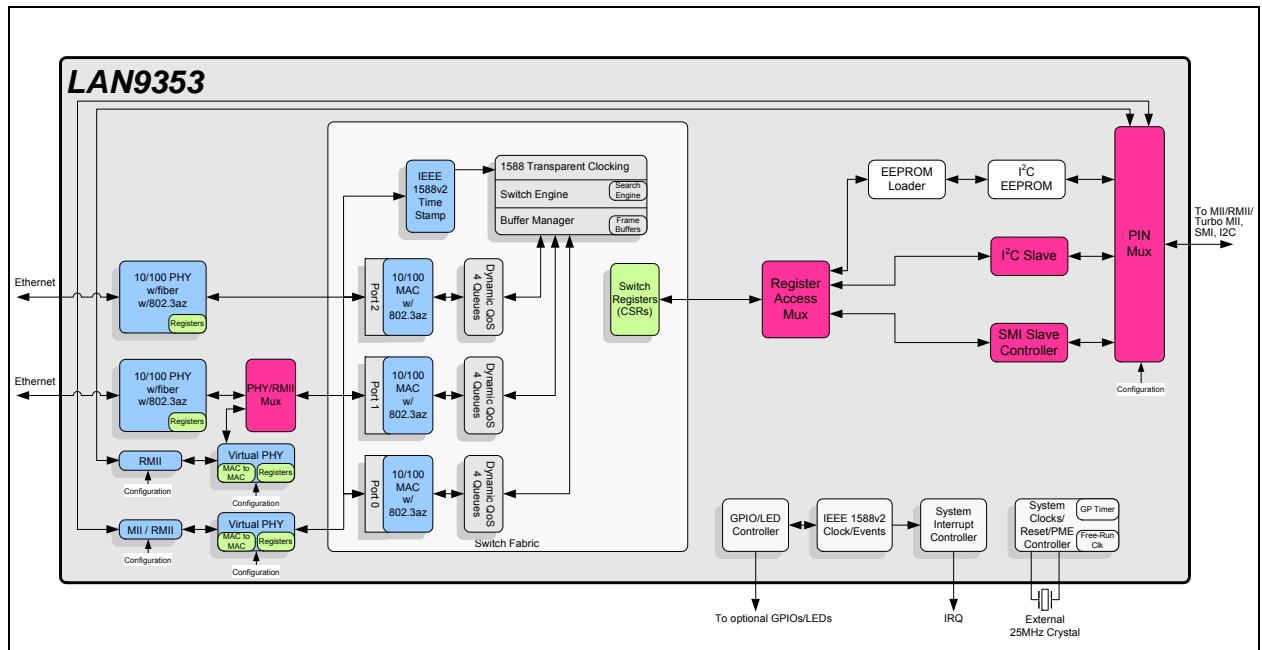 LAN9353
IEEE
1588v2
Time
Stamp
1588 Transparent Clocking
Switch Engine
Search
Engine
Buffer Manager
Frame
Buffers
EEPROM
Loader
I²C
EEPROM
PIN
Mux
To MII/RMII/
Turbo MII,
SMI, I2C
Ethernet
10/100 PHY
w/fiber
w/802.3az
Registers
Port 2
10/100
MAC
w/
802.3az
Dynamic QoS
4 Queues
Switch
Registers
(CSRs)
Register
Access
Mux
I²C Slave
SMI Slave
Controller
Configuration
Ethernet
10/100 PHY
w/fiber
w/802.3az
Registers
PHY/RMII
Mux
Port 1
10/100
MAC
w/
802.3az
Dynamic QoS
4 Queues
RMII
Configuration
Virtual PHY
MAC to
MAC
Registers
Configuration
Port 0
10/100
MAC
w/
802.3az
Dynamic QoS
4 Queues
MII / RMII
Configuration
Virtual PHY
MAC to
MAC
Registers
Configuration
Switch Fabric
GPIO/LED
Controller
IEEE 1588v2
Clock/Events
System
Interrupt
Controller
System
Clocks/
Reset/PME
Controller
GP Timer
Free-Run
Clk
To optional GPIOs/LEDs
IRQ
External
25MHz Crystal